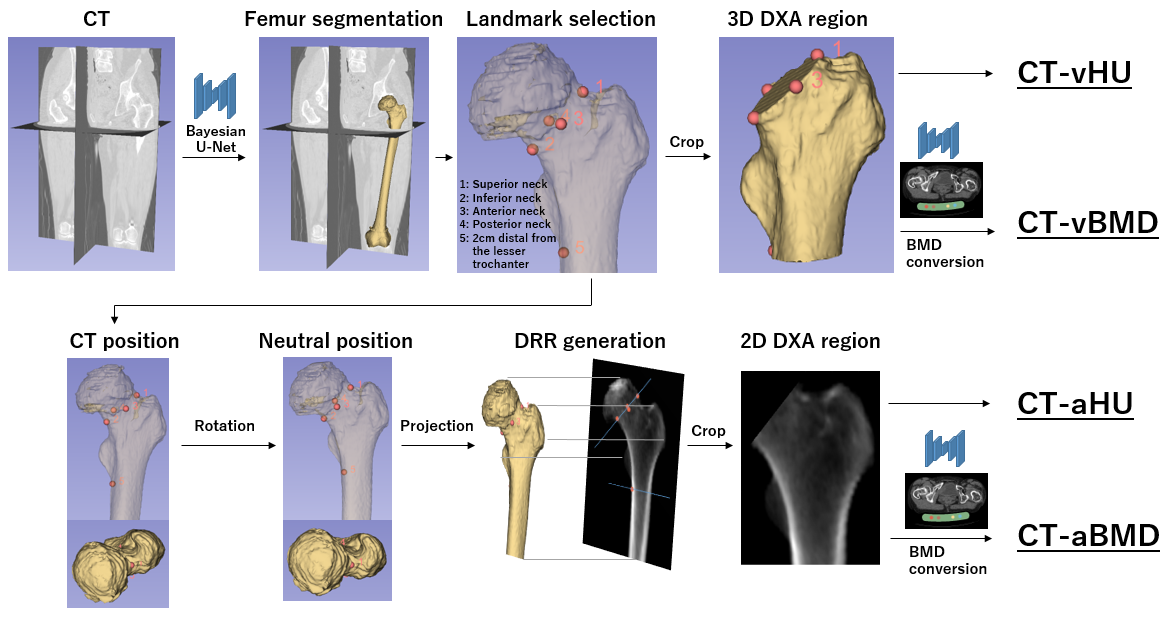 CT
Femur segmentation
Landmark selection
3D DXA region
Bayesian
U-Net
1
3
1: Superior neck
2: Inferior neck
3: Anterior neck
4: Posterior neck
5: 2cm distal from
the lesser
trochanter
5
Crop
1
3
CT-vHU
BMD
conversion
CT-vBMD
CT position
Neutral position
DRR generation
2D DXA region
Rotation
Projection
Crop
CT-aHU
BMD
conversion
CT-aBMD